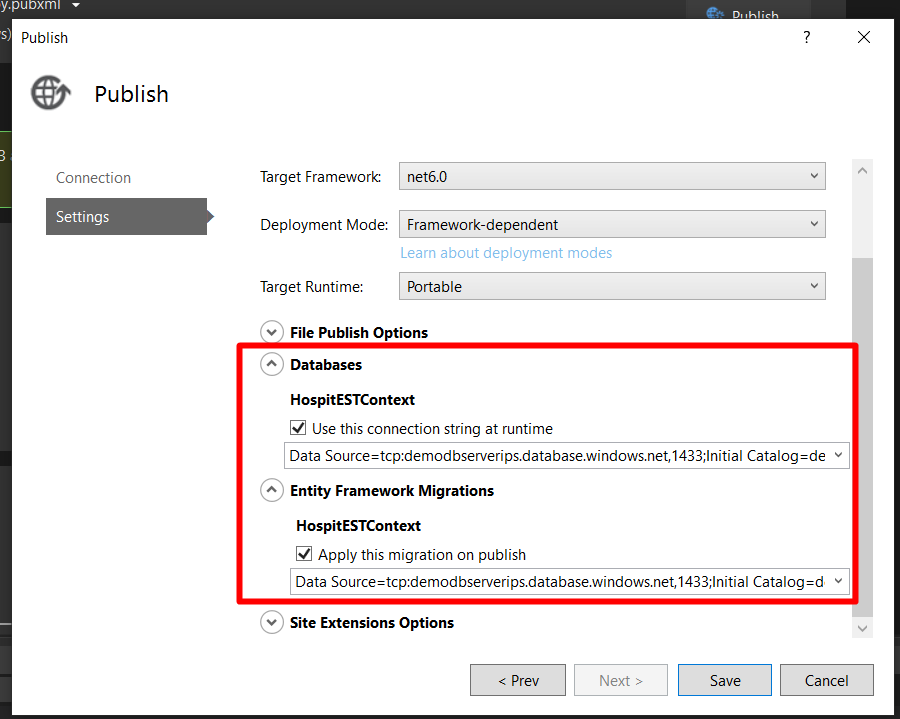 y.pubxml
Publish
Publish
?
Publish
Connection
Settings
Target Framework: net6.0
Deployment Mode: Framework-dependent
Learn about deployment modes
Target Runtime: Portable
File Publish Options
Databases
HospitESTContext
Use this connection string at runtime
Data Source=tcp:demodbserverips.database.windows.net,1433;Initial Catalog=de
Entity Framework Migrations
HospitESTContext
Apply this migration on publish
Data Source=tcp:demodbserverips.database.windows.net,1433;Initial Catalog=d
Site Extensions Options
< Prev
Next >
Save
Cancel